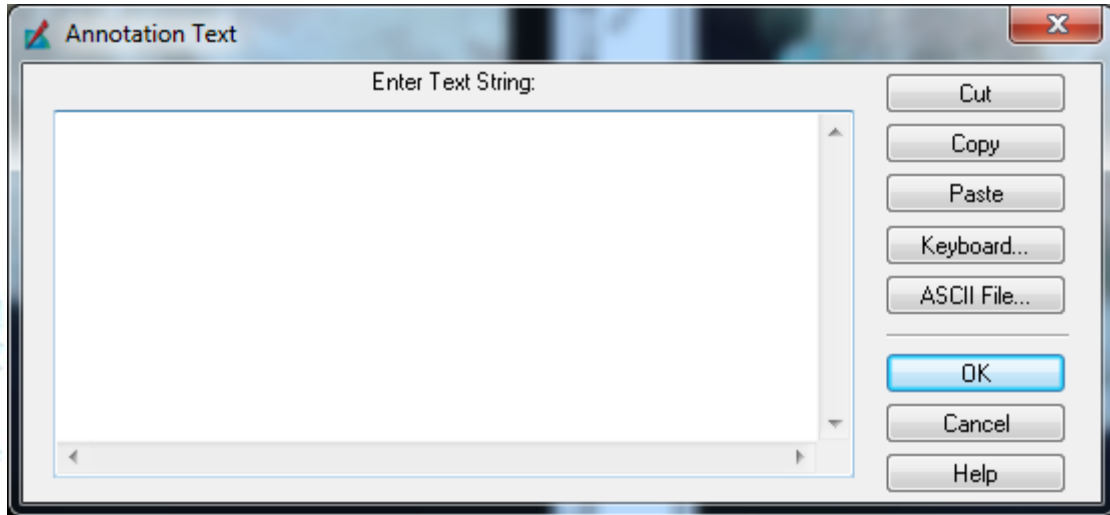 Annotation Text
Enter Text String:
Cut
Copy
Paste
Keyboard...
ASCII File...
OK
Cancel
Help